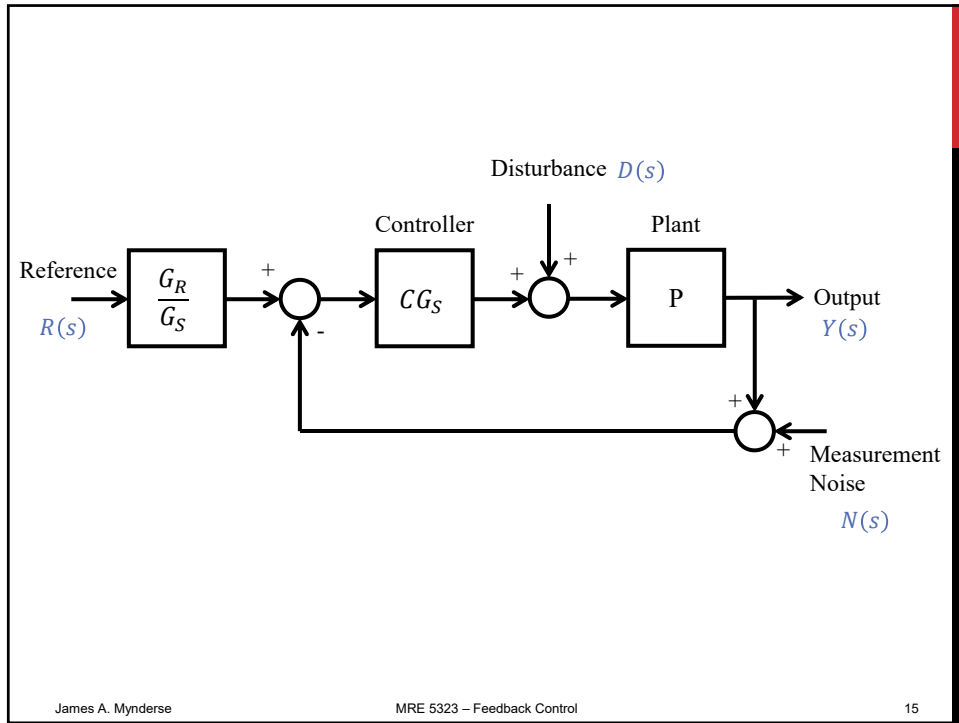 Disturbance D(s)
Controller
Plant
Reference
R(s)
G_R
G_S
+
-
CG_S
+
+
P
Output
Y(s)
+
+
Measurement
Noise
N(s)
James A. Mynderse
MRE 5323 – Feedback Control
15